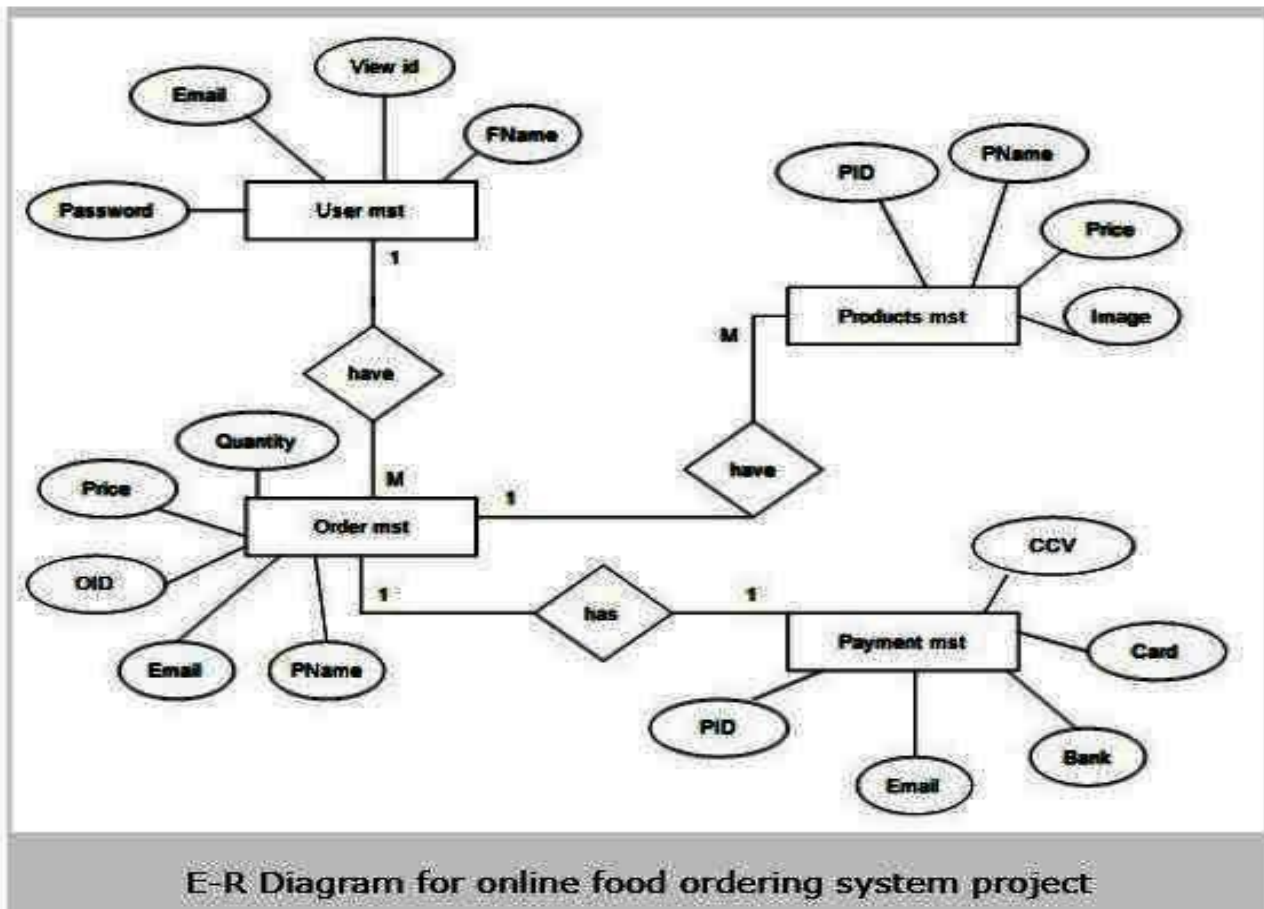 View id
Email
FName
Password
User mst
1
have
M
PID
PName
Price
Image
Products mst
M
have
1
Quantity
Price
OID
Email
PName
Order mst
1
has
1
Payment mst
CCV
Card
Bank
Email
PID
E-R Diagram for online food ordering system project